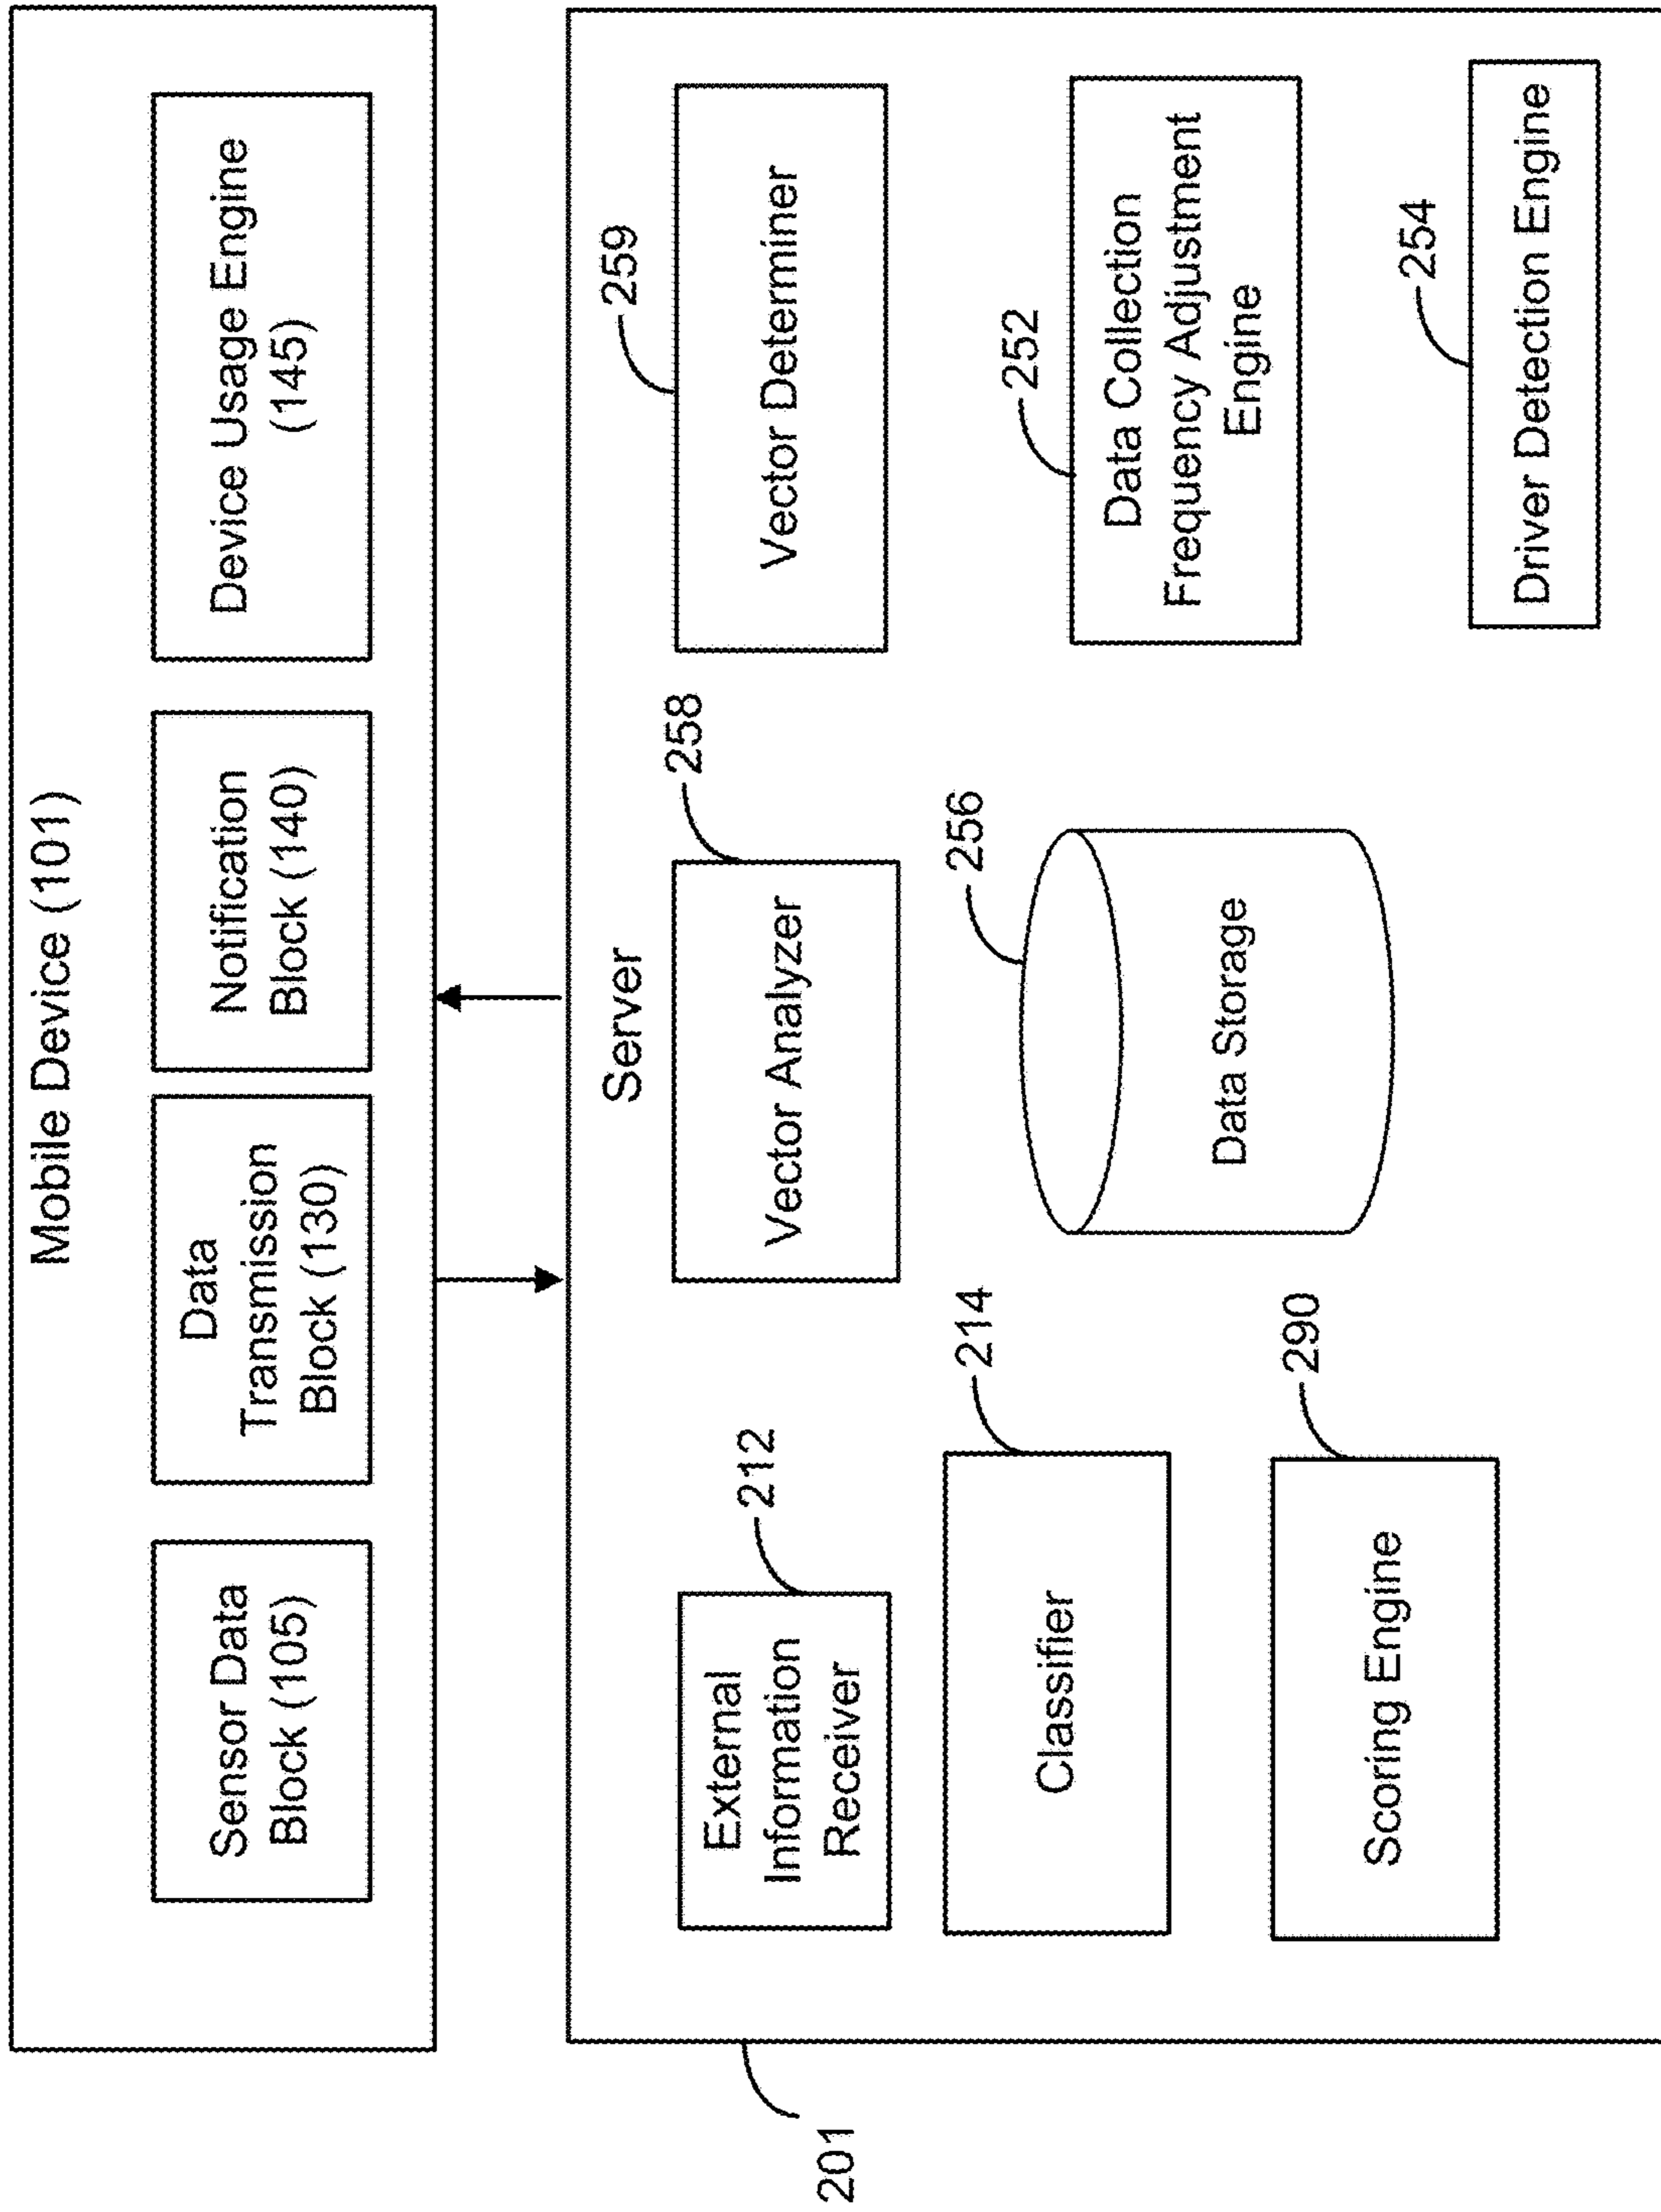 Mobile Device (101)
Sensor Data
Block (105)
Data
Transmission
Block (130)
Notification
Block (140)
Device Usage Engine
(145)
Server
201
212
External
Information
Receiver
258
Vector Analyzer
259
Vector Determiner
214
Classifier
256
Data Storage
252
Data Collection
Frequency Adjustment
Engine
290
Scoring Engine
254
Driver Detection Engine